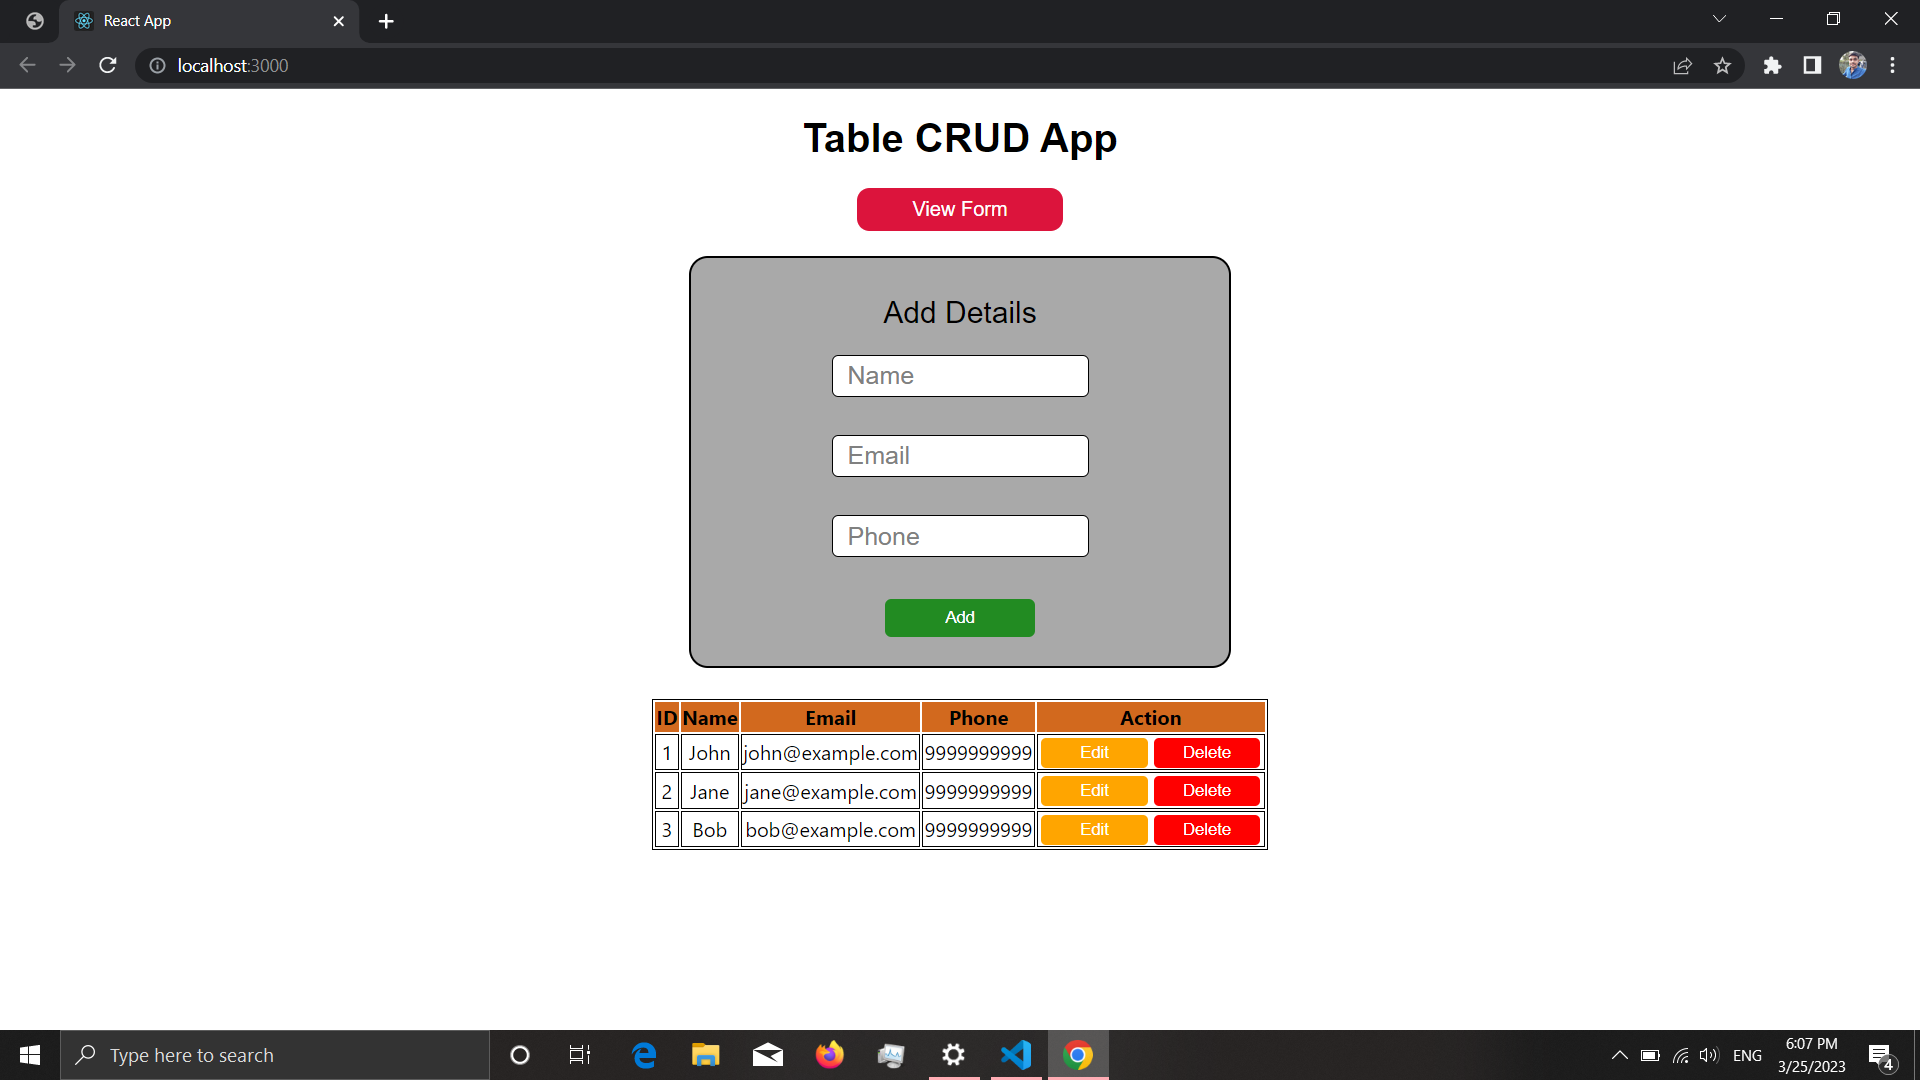 React App
localhost:3000
Table CRUD App
View Form
Add Details
Name
Email
Phone
Add
ID Name Email Phone Action
1 John john@example.com 9999999999 Edit Delete
2 Jane jane@example.com 9999999999 Edit Delete
3 Bob bob@example.com 9999999999 Edit Delete
Type here to search
ENG
6:07 PM
3/25/2023
4